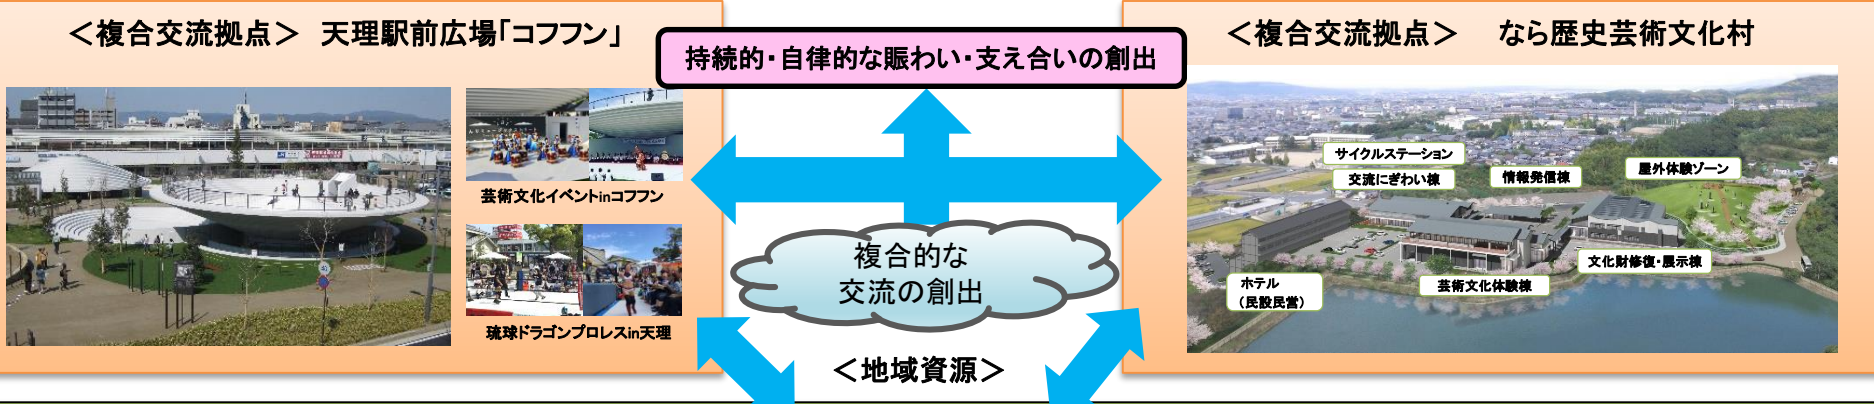 ＜複合交流拠点＞　天理駅前広場「コフフン」
芸術文化イベントinコフフン
琉球ドラゴンプロレスin天理
持続的・自律的な賑わい・支え合いの創出
複合的な
交流の創出
＜地域資源＞
＜複合交流拠点＞　なら歴史芸術文化村
サイクルステーション
交流にぎわい棟
情報発信棟
屋外体験ゾーン
文化財修復・展示棟
芸術文化体験棟
ホテル
（民設民営）